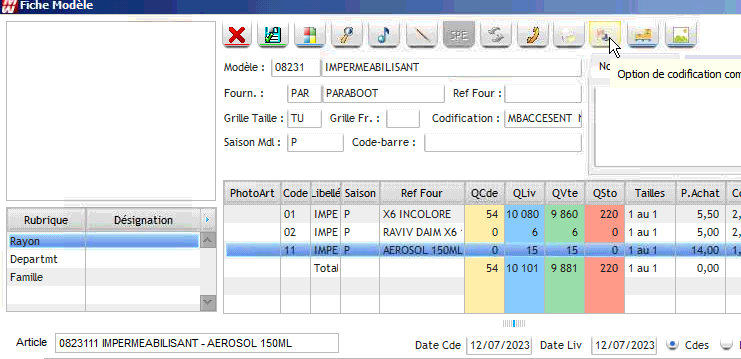 Fiche Modèle
SPE
Modèle : 08231 IMPERMEABILISANT
Option de codification com
Fourn. : PAR PARABOOT Ref Four :
Grille Taille : TU Grille Fr. : Codification : MBACCESENT
Saison Mdl : P Code-barre :
PhotoArt Code Libellé Saison Ref Four QCde QLiv QVte QSto Tailles P.Achat
01 IMPE P X6 INCOLORE 54 10 080 9 860 220 1 au 1 5,50
02 IMPE P RAVIV DAIM X6 0 6 6 0 1 au 1 5,00
11 IMPE P AEROSOL 150ML 0 15 15 0 1 au 1 14,00
Total 54 10 101 9 881 220 1 au 1 0,00
Rubrique Désignation
Rayon
Departmt
Famille
Article 0823111 IMPERMEABILISANT - AEROSOL 150ML
Date Cde 12/07/2023 Date Liv 12/07/2023 Cdes